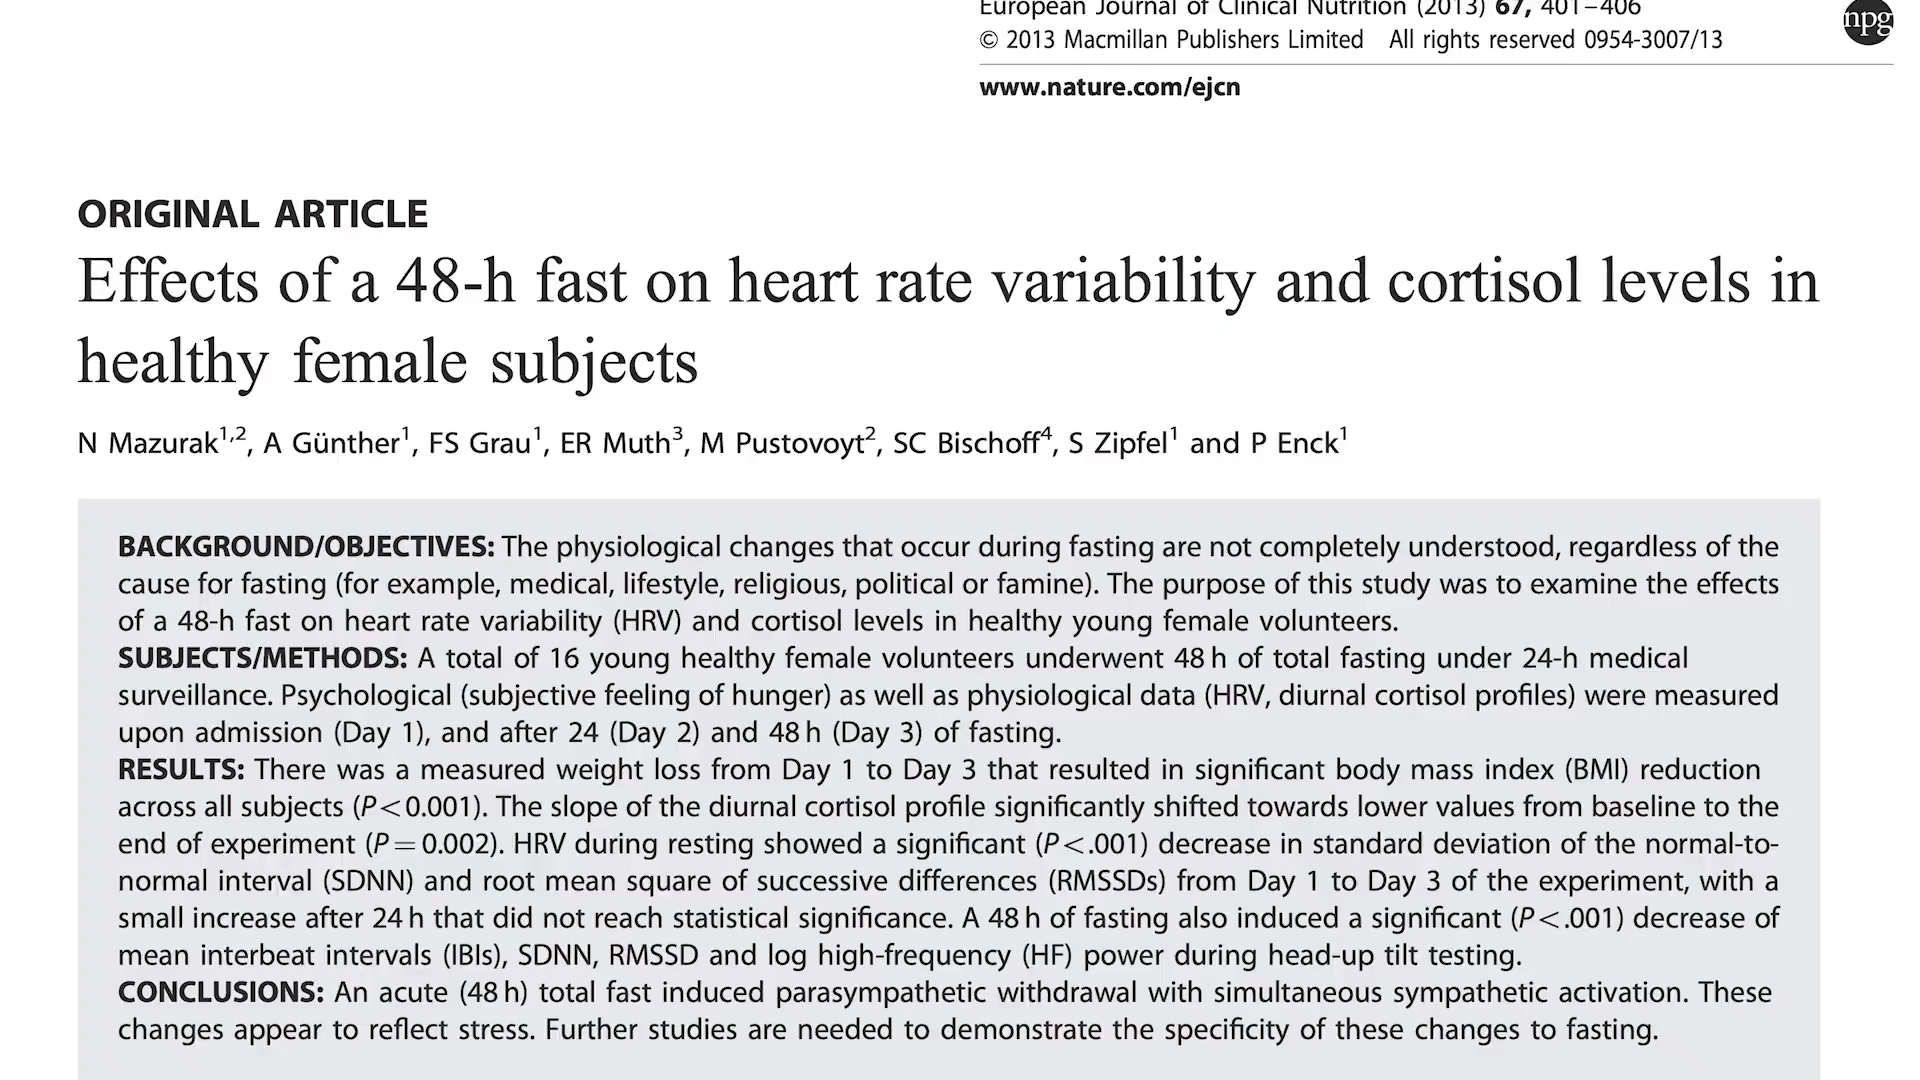 European Journal of Clinical Nutrition (2013) 67, 401–406
© 2013 Macmillan Publishers Limited All rights reserved 0954-3007/13
npg
www.nature.com/ejcn
ORIGINAL ARTICLE
Effects of a 48-h fast on heart rate variability and cortisol levels in
healthy female subjects
N Mazurak1,2, A Günther1, FS Grau1, ER Muth3, M Pustovoyt2, SC Bischoff4, S Zipfel1 and P Enck1
BACKGROUND/OBJECTIVES: The physiological changes that occur during fasting are not completely understood, regardless of the
cause for fasting (for example, medical, lifestyle, religious, political or famine). The purpose of this study was to examine the effects
of a 48-h fast on heart rate variability (HRV) and cortisol levels in healthy young female volunteers.
SUBJECTS/METHODS: A total of 16 young healthy female volunteers underwent 48 h of total fasting under 24-h medical
surveillance. Psychological (subjective feeling of hunger) as well as physiological data (HRV, diurnal cortisol profiles) were measured
upon admission (Day 1), and after 24 (Day 2) and 48 h (Day 3) of fasting.
RESULTS: There was a measured weight loss from Day 1 to Day 3 that resulted in significant body mass index (BMI) reduction
across all subjects (P<0.001). The slope of the diurnal cortisol profile significantly shifted towards lower values from baseline to the
end of experiment (P=0.002). HRV during resting showed a significant (P<.001) decrease in standard deviation of the normal-to-
normal interval (SDNN) and root mean square of successive differences (RMSSDs) from Day 1 to Day 3 of the experiment, with a
small increase after 24 h that did not reach statistical significance. A 48 h of fasting also induced a significant (P<.001) decrease of
mean interbeat intervals (IBIs), SDNN, RMSSD and log high-frequency (HF) power during head-up tilt testing.
CONCLUSIONS: An acute (48 h) total fast induced parasympathetic withdrawal with simultaneous sympathetic activation. These
changes appear to reflect stress. Further studies are needed to demonstrate the specificity of these changes to fasting.